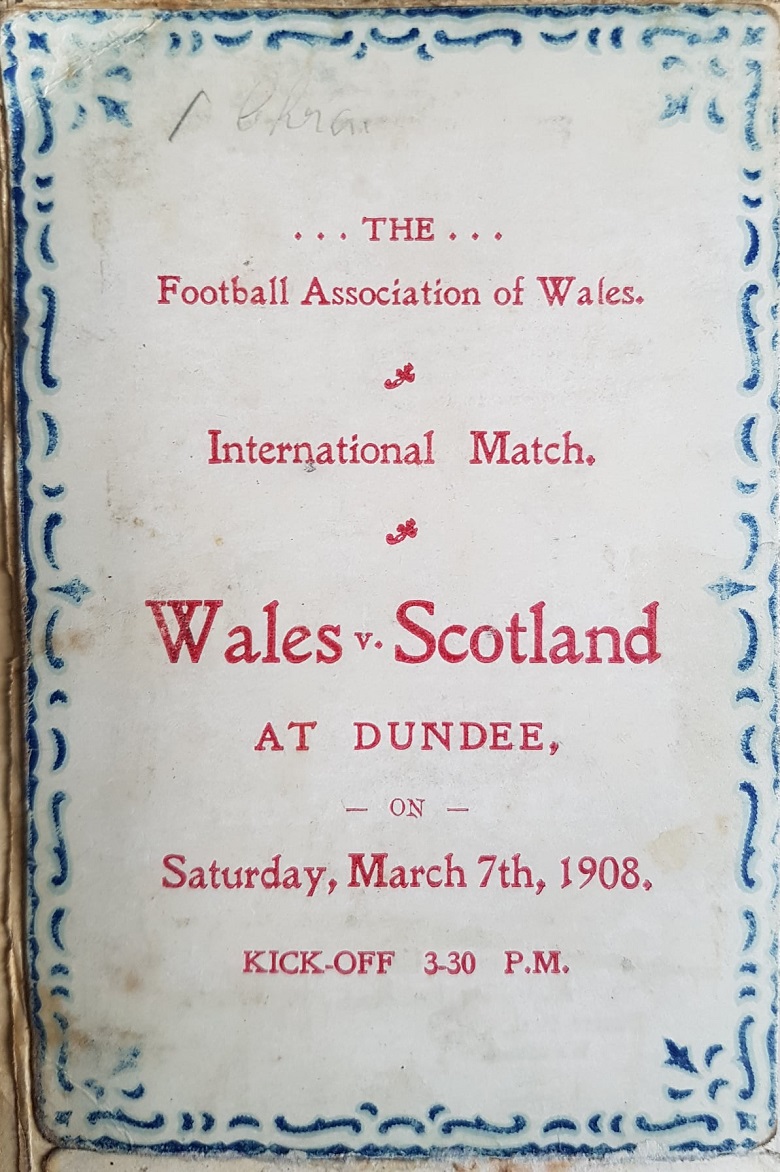 . . . THE . . .
Football Association of Wales.
International Match.
Wales v. Scotland
AT DUNDEE,
— ON —
Saturday, March 7th, 1908.
KICK-OFF 3-30 P.M.